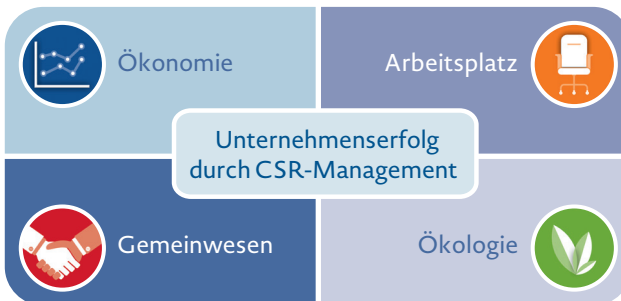 Ökonomie
Arbeitsplatz
Unternehmenserfolg
durch CSR-Management
Gemeinwesen
Ökologie